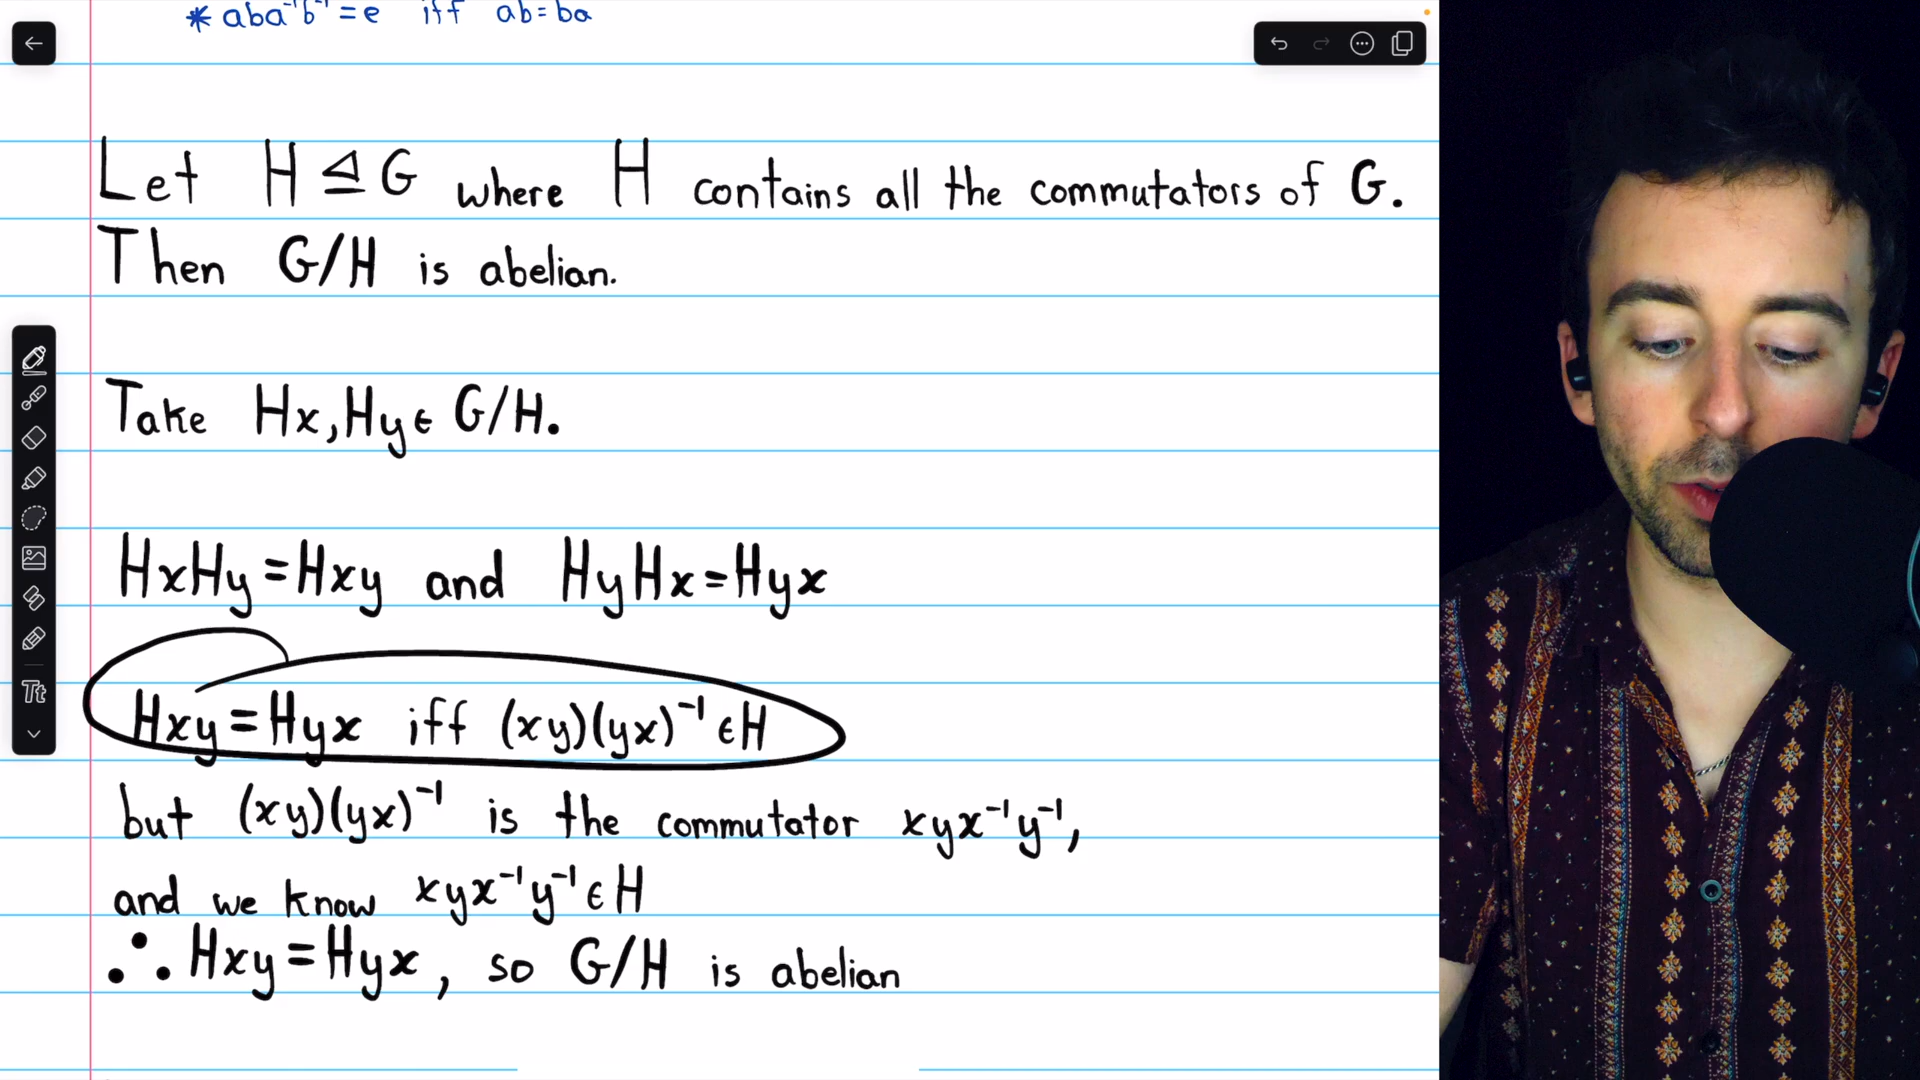 * aba⁻¹b⁻¹ = e iff ab = ba
Let H ⊴ G where H contains all the commutators of G.
Then G/H is abelian.
Take Hx, Hy ∈ G/H.
HxHy = Hxy and HyHx = Hyx
Hxy = Hyx iff (xy)(yx)⁻¹ ∈ H
but (xy)(yx)⁻¹ is the commutator xyx⁻¹y⁻¹,
and we know xyx⁻¹y⁻¹ ∈ H
∴ Hxy = Hyx, so G/H is abelian
Tt